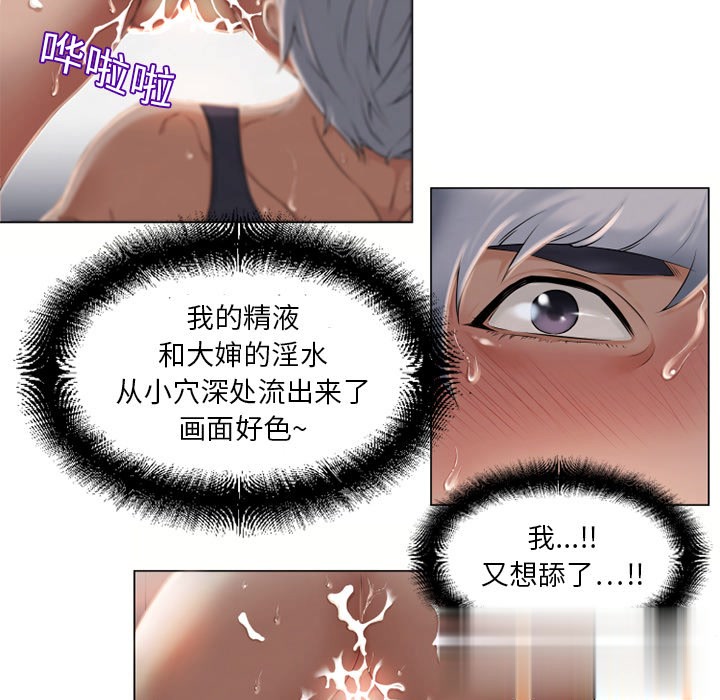 哗啦啦
我的精液
和大婶的淫水
从小穴深处流出来了
画面好色~
我...!!
又想舔了...!!